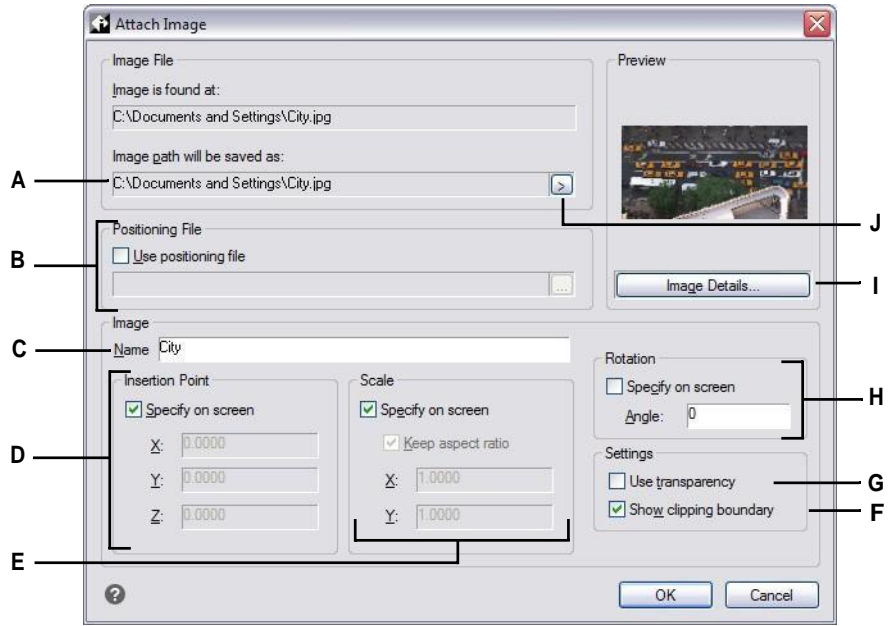 Attach Image
Image File
Image is found at:
C:\Documents and Settings\City.jpg
Image path will be saved as:
A
C:\Documents and Settings\City.jpg
>
J
Preview
Positioning File
B
Use positioning file
...
Image Details...
I
Image
C
Name City
Insertion Point
D
Specify on screen
X: 0.0000
Y: 0.0000
Z: 0.0000
Scale
Specify on screen
Keep aspect ratio
X: 1.0000
Y: 1.0000
E
Rotation
Specify on screen
Angle: 0
H
Settings
Use transparency
G
Show clipping boundary
F
?
OK
Cancel